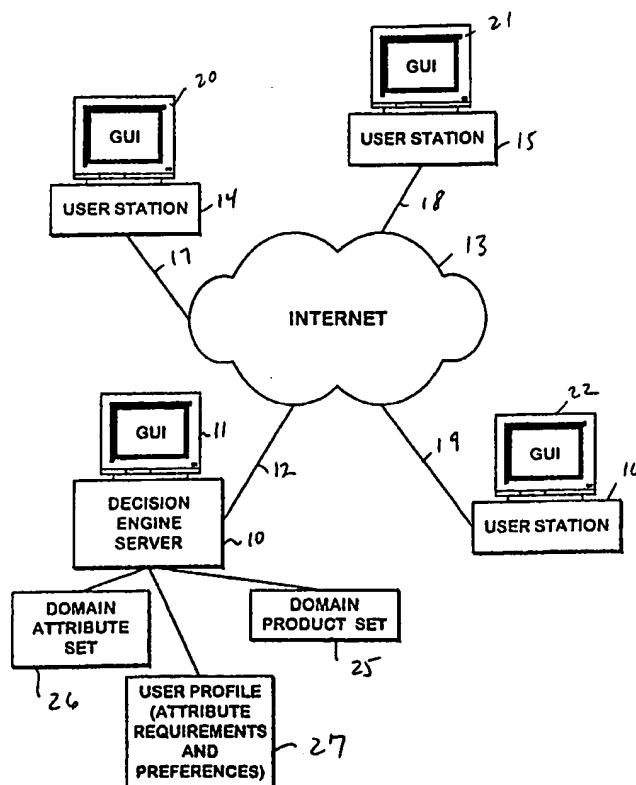 21
GUI
20
GUI
USER STATION
15
USER STATION
14
18
17
13
INTERNET
22
GUI
11
GUI
19
16
12
USER STATION
DECISION
ENGINE
SERVER
10
DOMAIN
ATTRIBUTE
SET
DOMAIN
PRODUCT SET
25
26
USER PROFILE
(ATTRIBUTE
REQUIREMENTS
AND
PREFERENCES)
27